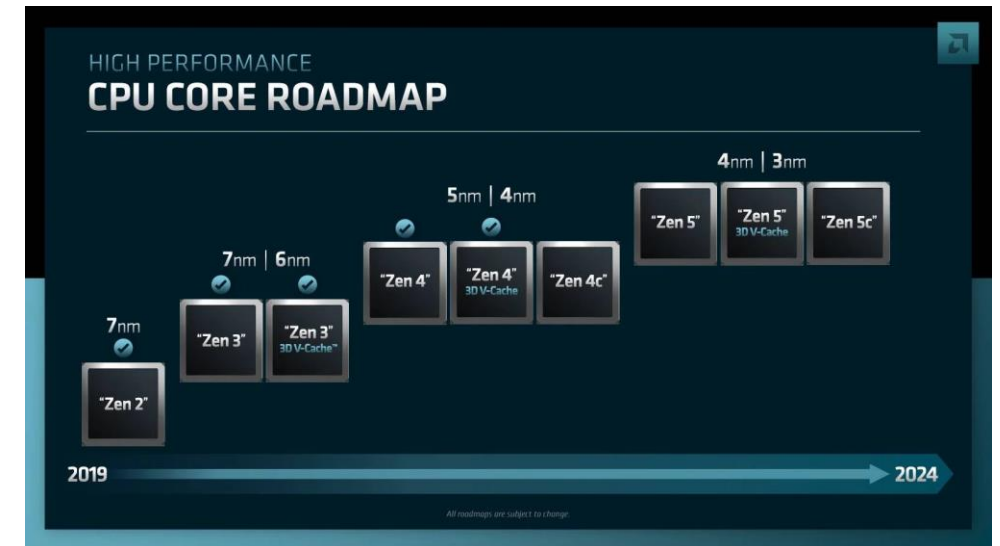 HIGH PERFORMANCE
CPU CORE ROADMAP
4nm | 3nm
"Zen 5"
"Zen 5"
3D V-Cache
"Zen 5c"
5nm | 4nm
"Zen 4"
"Zen 4"
3D V-Cache
"Zen 4c"
7nm | 6nm
"Zen 3"
"Zen 3"
3D V-Cache™
7nm
"Zen 2"
2019
2024
All roadmaps are subject to change.